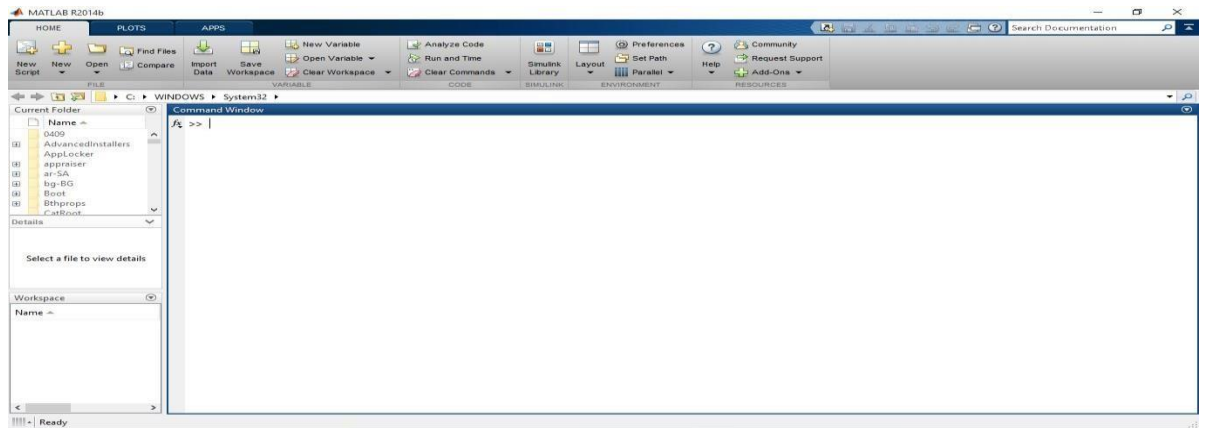 MATLAB R2014b
HOME PLOTS APPS Search Documentation
New Script New Open Find Files Compare Import Data Save Workspace New Variable Open Variable Clear Workspace Analyze Code Run and Time Clear Commands Simulink Library Layout Preferences Set Path Parallel Help Community Request Support Add-Ons
FILE VARIABLE CODE SIMULINK ENVIRONMENT RESOURCES
C: WINDOWS System32
Current Folder
Name
0409
AdvancedInstallers
AppLocker
appraiser
ar-SA
bg-BG
Boot
Bthprops
CatRoot
Details
Select a file to view details
Workspace
Name
Command Window
fx >>
Ready